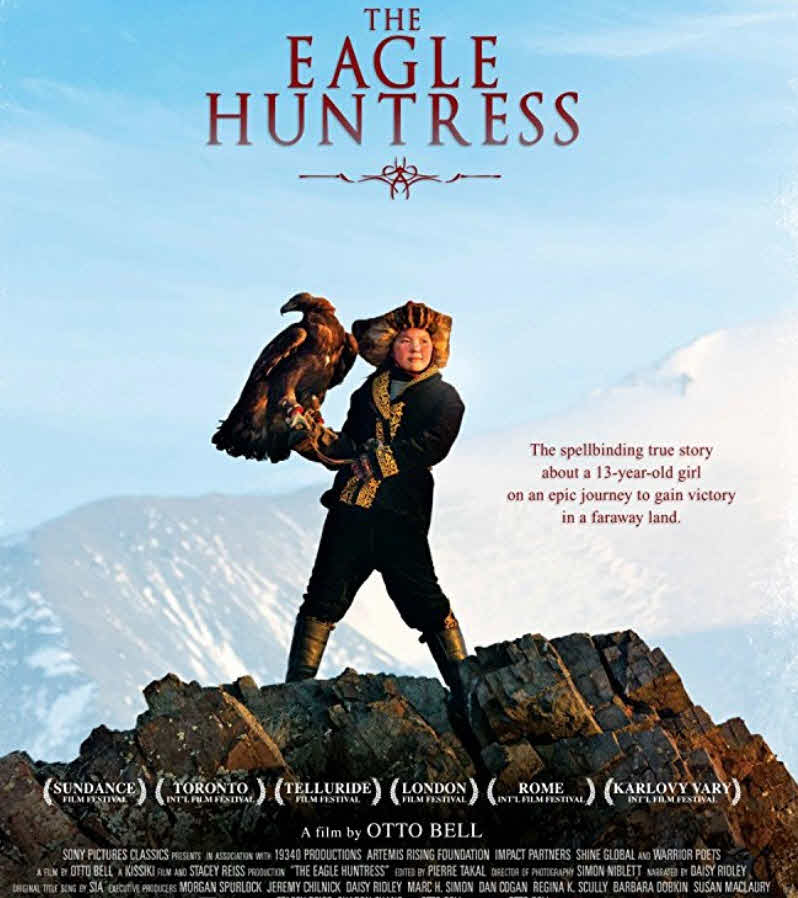 THE
EAGLE
HUNTRESS
The spellbinding true story
about a 13-year-old girl
on an epic journey to gain victory
in a faraway land.
SUNDANCE FILM FESTIVAL
TORONTO INT'L FILM FESTIVAL
TELLURIDE FILM FESTIVAL
LONDON FILM FESTIVAL
ROME INT'L FILM FESTIVAL
KARLOVY VARY INT'L FILM FESTIVAL
A film by OTTO BELL
SONY PICTURES CLASSICS PRESENTS IN ASSOCIATION WITH 19340 PRODUCTIONS ARTEMIS RISING FOUNDATION IMPACT PARTNERS SHINE GLOBAL AND WARRIOR POETS
A FILM BY OTTO BELL A KISSIKI FILM AND STACEY REISS PRODUCTION "THE EAGLE HUNTRESS" EDITED BY PIERRE TAKAL DIRECTOR OF PHOTOGRAPHY SIMON NIBLETT NARRATED BY DAISY RIDLEY
ORIGINAL TITLE SONG BY SIA EXECUTIVE PRODUCERS MORGAN SPURLOCK JEREMY CHILNICK DAISY RIDLEY MARC H. SIMON DAN COGAN REGINA K. SCULLY BARBARA DOBKIN SUSAN MACLAURY